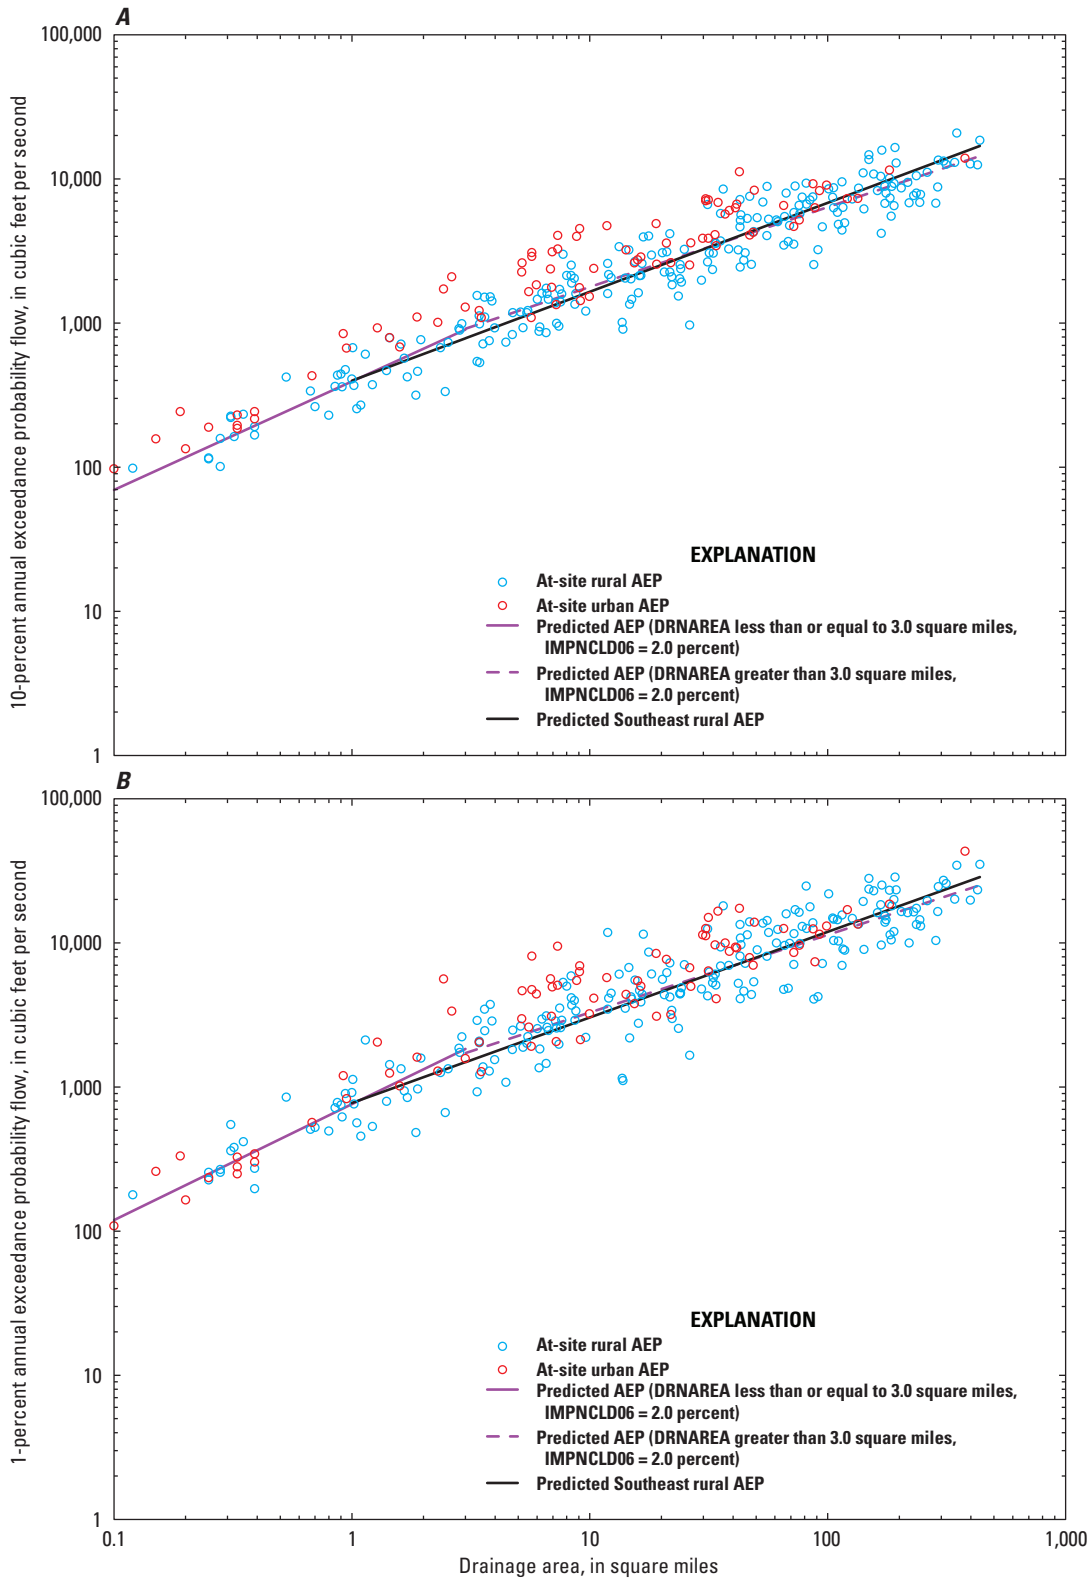 A
100,000
10,000
1,000
100
10
1
10-percent annual exceedance probability flow, in cubic feet per second
EXPLANATION
At-site rural AEP
At-site urban AEP
Predicted AEP (DRNAREA less than or equal to 3.0 square miles,
IMPNCLD06 = 2.0 percent)
Predicted AEP (DRNAREA greater than 3.0 square miles,
IMPNCLD06 = 2.0 percent)
Predicted Southeast rural AEP
B
100,000
10,000
1,000
100
10
1
1-percent annual exceedance probability flow, in cubic feet per second
EXPLANATION
At-site rural AEP
At-site urban AEP
Predicted AEP (DRNAREA less than or equal to 3.0 square miles,
IMPNCLD06 = 2.0 percent)
Predicted AEP (DRNAREA greater than 3.0 square miles,
IMPNCLD06 = 2.0 percent)
Predicted Southeast rural AEP
0.1 1 10 100 1,000
Drainage area, in square miles